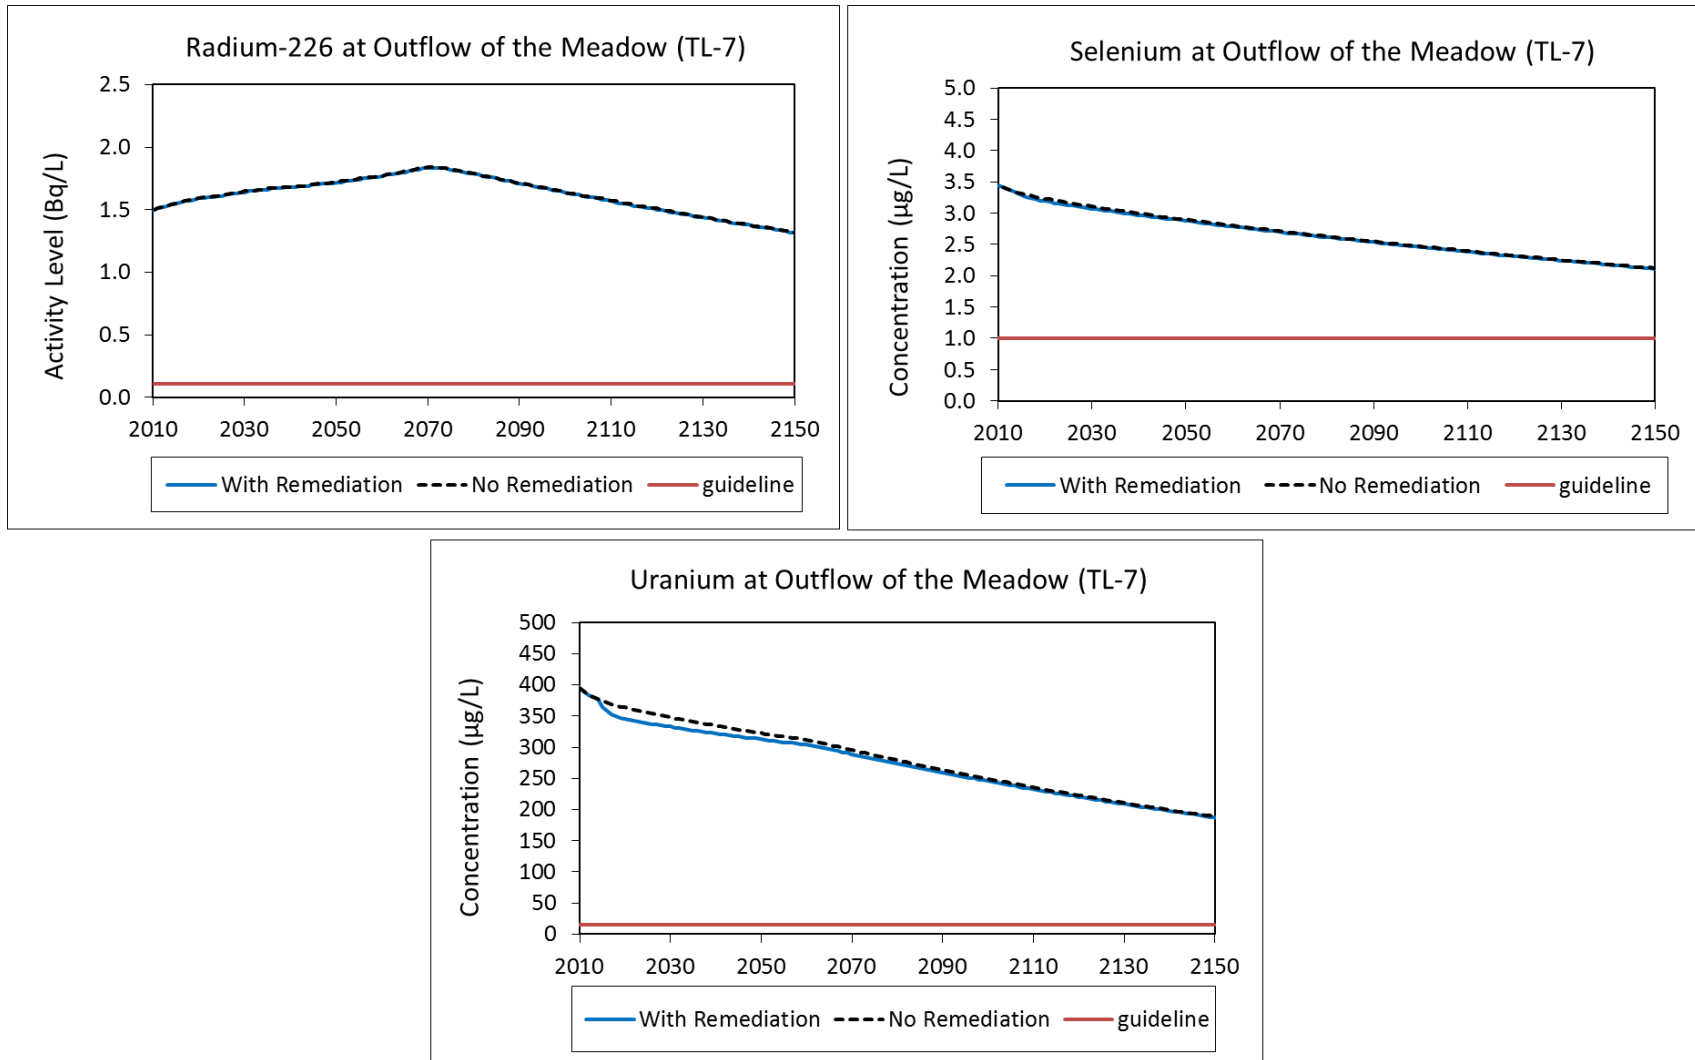 Radium-226 at Outflow of the Meadow (TL-7)
Activity Level (Bq/L)
2.5
2.0
1.5
1.0
0.5
0.0
2010 2030 2050 2070 2090 2110 2130 2150
With Remediation No Remediation guideline
Selenium at Outflow of the Meadow (TL-7)
Concentration (µg/L)
5.0
4.5
4.0
3.5
3.0
2.5
2.0
1.5
1.0
0.5
0.0
2010 2030 2050 2070 2090 2110 2130 2150
With Remediation No Remediation guideline
Uranium at Outflow of the Meadow (TL-7)
Concentration (µg/L)
500
450
400
350
300
250
200
150
100
50
0
2010 2030 2050 2070 2090 2110 2130 2150
With Remediation No Remediation guideline